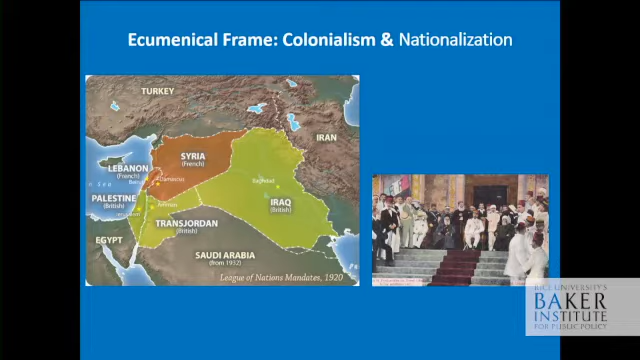 Ecumenical Frame: Colonialism & Nationalization
TURKEY
IRAN
SYRIA
(French)
LEBANON
(French)
Damascus
PALESTINE
(British)
Baghdad
IRAQ
(British)
Amman
TRANSJORDAN
(British)
EGYPT
SAUDI ARABIA
(from 1932)
League of Nations Mandates, 1920
RICE UNIVERSITY'S
BAKER
INSTITUTE
FOR PUBLIC POLICY